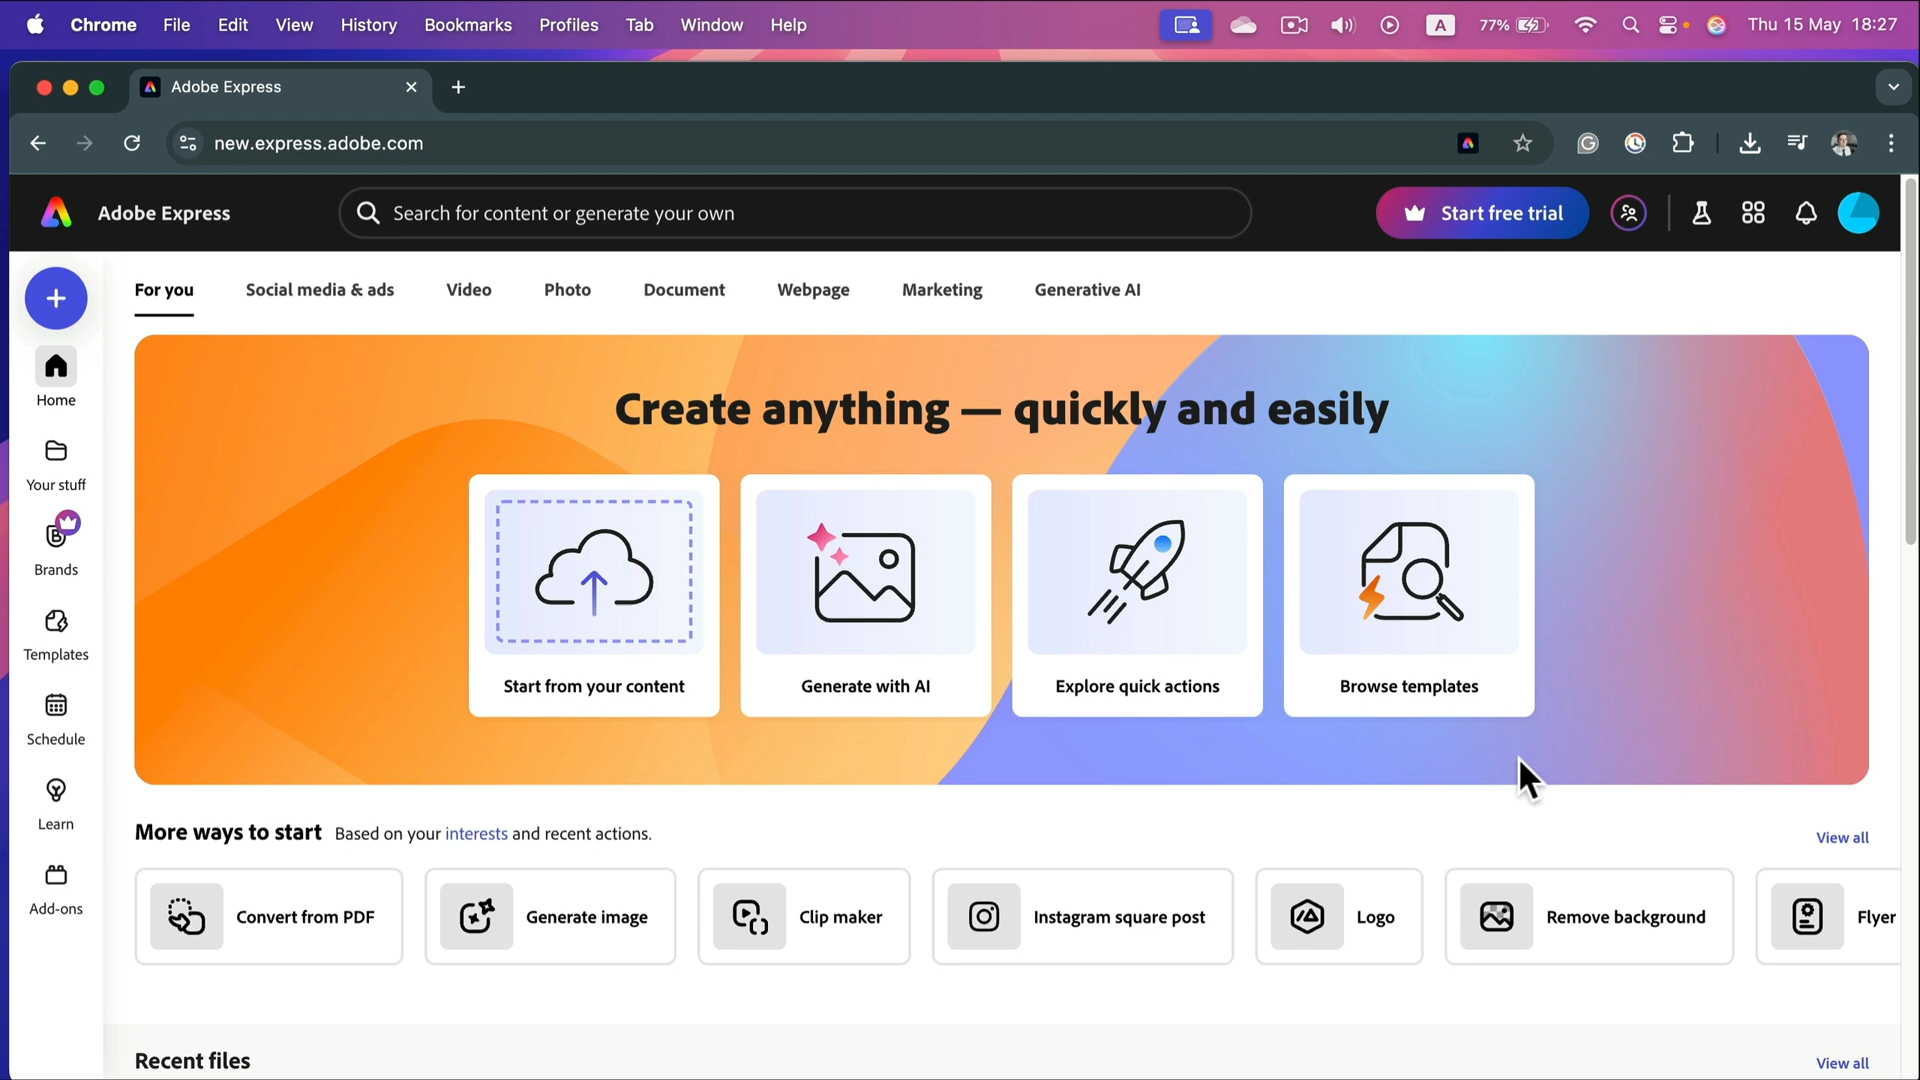 Chrome File Edit View History Bookmarks Profiles Tab Window Help A 77% Thu 15 May 18:27
Adobe Express
new.express.adobe.com
Adobe Express Search for content or generate your own Start free trial
For you Social media & ads Video Photo Document Webpage Marketing Generative AI
Home
Your stuff
Brands
Templates
Schedule
Learn
Add-ons
Create anything — quickly and easily
Start from your content Generate with AI Explore quick actions Browse templates
More ways to start Based on your interests and recent actions. View all
Convert from PDF Generate image Clip maker Instagram square post Logo Remove background Flyer
Recent files View all